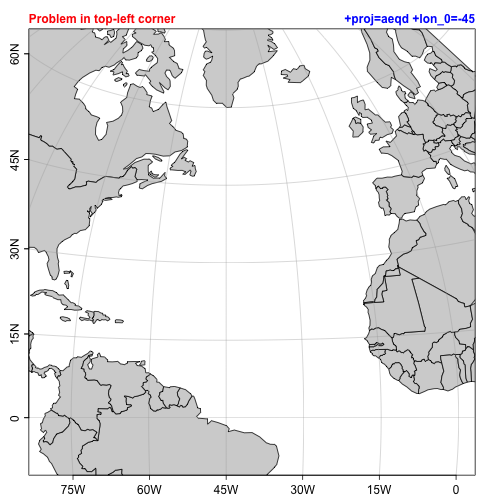 Problem in top-left corner +proj=aeqd +lon_0=-45
60N
45N
30N
15N
0
75W 60W 45W 30W 15W 0